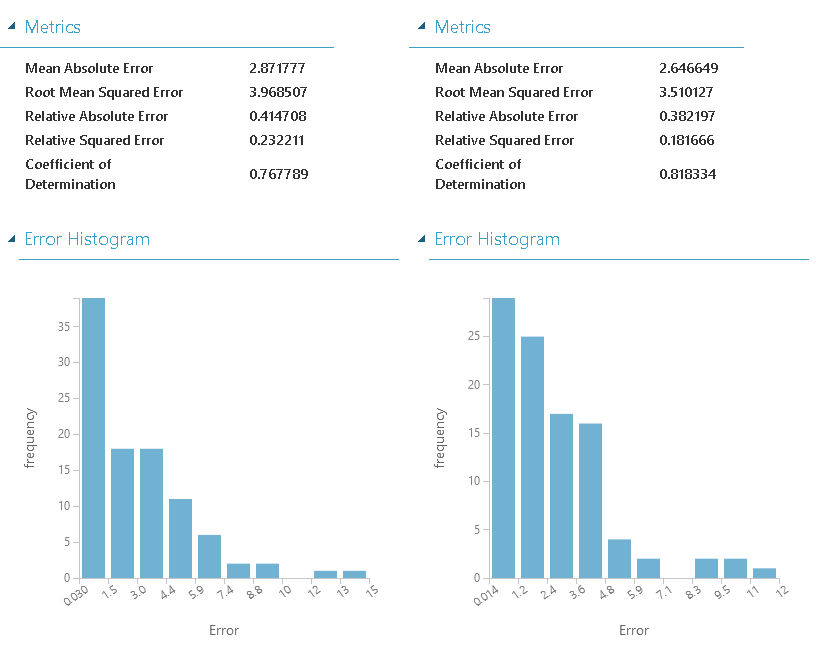 Metrics
Mean Absolute Error 2.871777
Root Mean Squared Error 3.968507
Relative Absolute Error 0.414708
Relative Squared Error 0.232211
Coefficient of
Determination 0.767789
Error Histogram
frequency
35
30
25
20
15
10
5
0
0.030 1.5 3.0 4.4 5.9 7.4 8.8 10 12 13 15
Error
Metrics
Mean Absolute Error 2.646649
Root Mean Squared Error 3.510127
Relative Absolute Error 0.382197
Relative Squared Error 0.181666
Coefficient of
Determination 0.818334
Error Histogram
frequency
25
20
15
10
5
0
0.014 1.2 2.4 3.6 4.8 5.9 7.1 8.3 9.5 11 12
Error